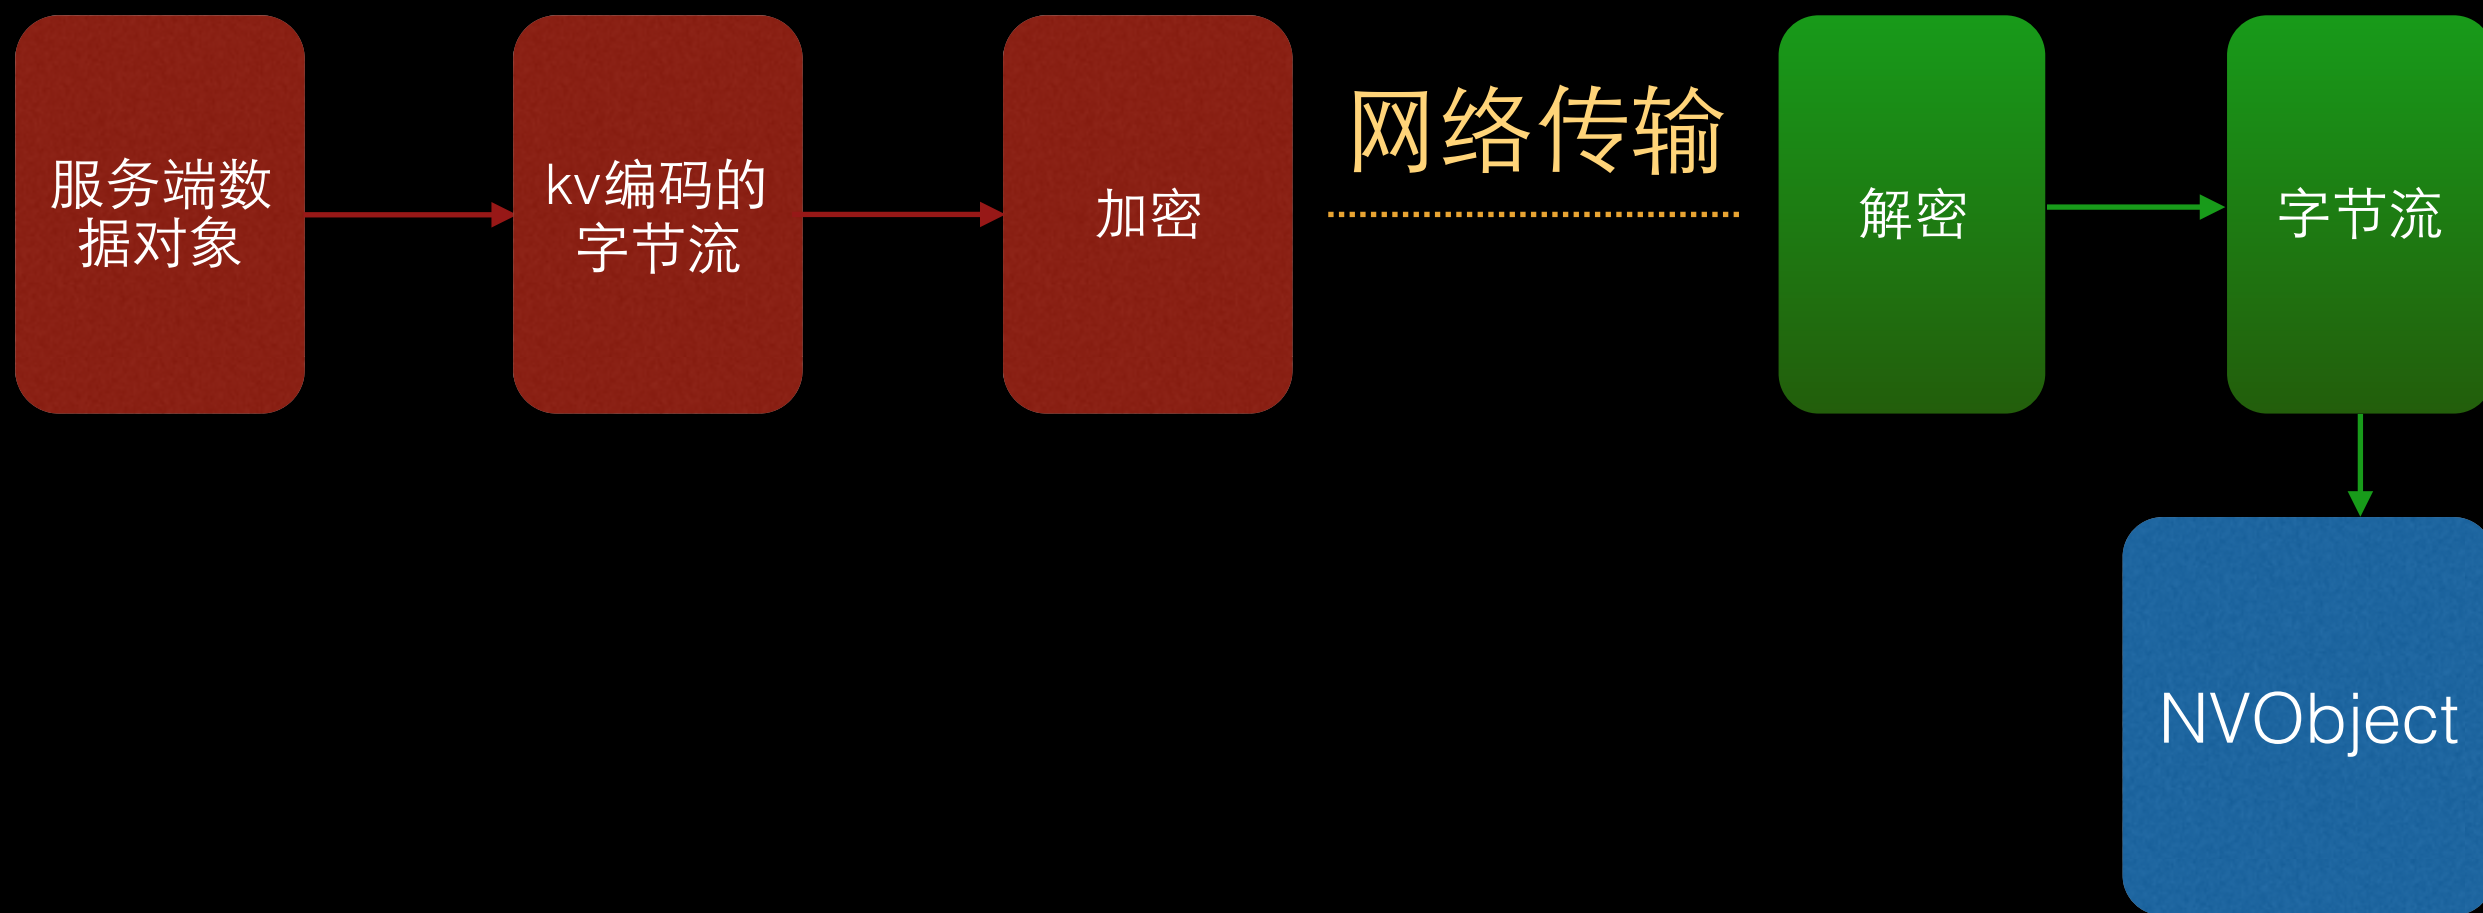 服务端数
据对象
kv编码的
字节流
加密
网络传输
解密
字节流
NVObject